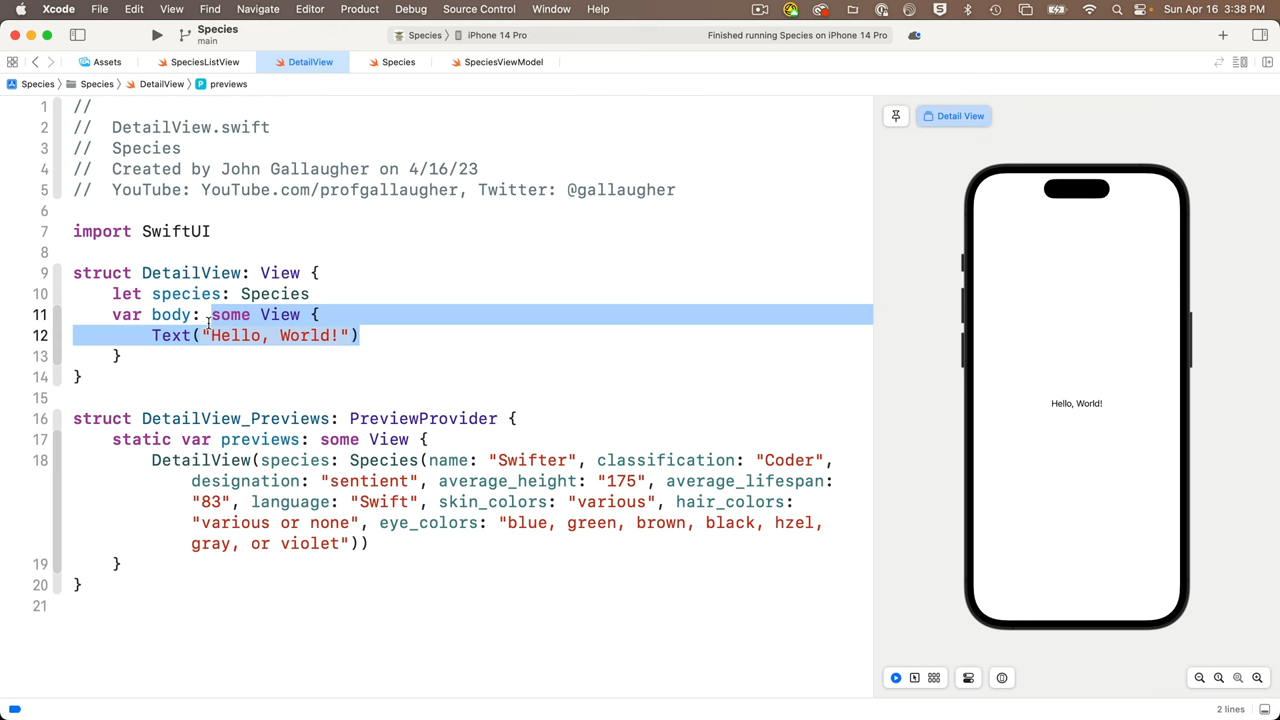 Xcode File Edit View Find Navigate Editor Product Debug Source Control Window Help Sun Apr 16 3:38 PM
Species
main
Species iPhone 14 Pro Finished running Species on iPhone 14 Pro
Assets SpeciesListView DetailView Species SpeciesViewModel
Species Species DetailView previews
1 //
2 // DetailView.swift
3 // Species
4 // Created by John Gallaugher on 4/16/23
5 // YouTube: YouTube.com/profgallaugher, Twitter: @gallaugher
6
7 import SwiftUI
8
9 struct DetailView: View {
10 let species: Species
11 var body: some View {
12 Text("Hello, World!")
13 }
14 }
15
16 struct DetailView_Previews: PreviewProvider {
17 static var previews: some View {
18 DetailView(species: Species(name: "Swifter", classification: "Coder",
designation: "sentient", average_height: "175", average_lifespan:
"83", language: "Swift", skin_colors: "various", hair_colors:
"various or none", eye_colors: "blue, green, brown, black, hzel,
gray, or violet"))
19 }
20 }
21
Detail View
Hello, World!
2 lines